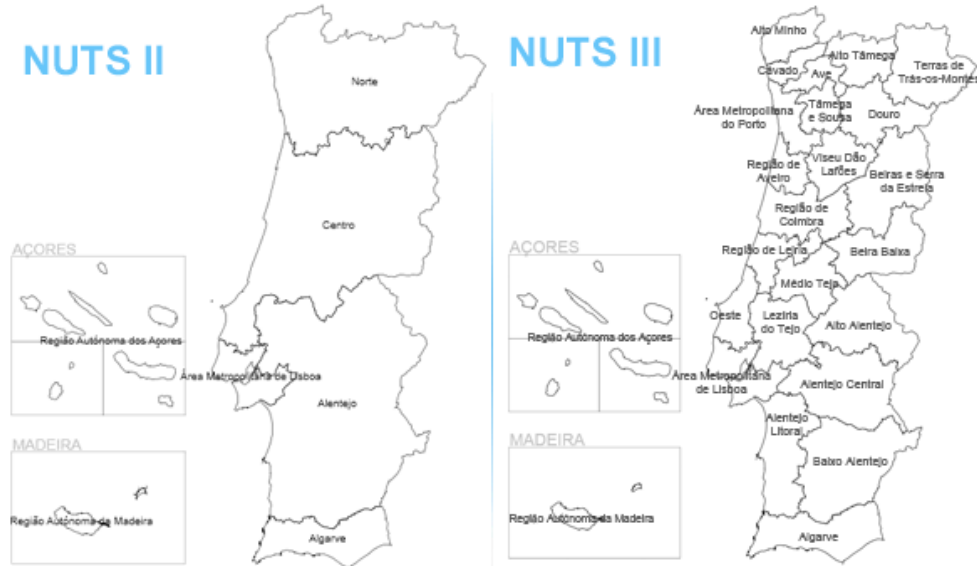 NUTS II
Norte
Centro
AÇORES
Região Autónoma dos Açores
Área Metropolitana de Lisboa
Alentejo
MADEIRA
Região Autónoma da Madeira
Algarve
NUTS III
Alto Minho
Alto Tâmega
Cávado
Ave
Terras de
Trás-os-Montes
Área Metropolitana
do Porto
Tâmega
e Sousa
Douro
Região de
Aveiro
Viseu Dão
Lafões
Beiras e Serra
da Estrela
Região de
Coimbra
Região de Leiria
Beira Baixa
AÇORES
Médio Tejo
Oeste
Lezíria
do Tejo
Alto Alentejo
Região Autónoma dos Açores
Área Metropolitana
de Lisboa
Alentejo Central
Alentejo
Litoral
MADEIRA
Baixo Alentejo
Região Autónoma da Madeira
Algarve